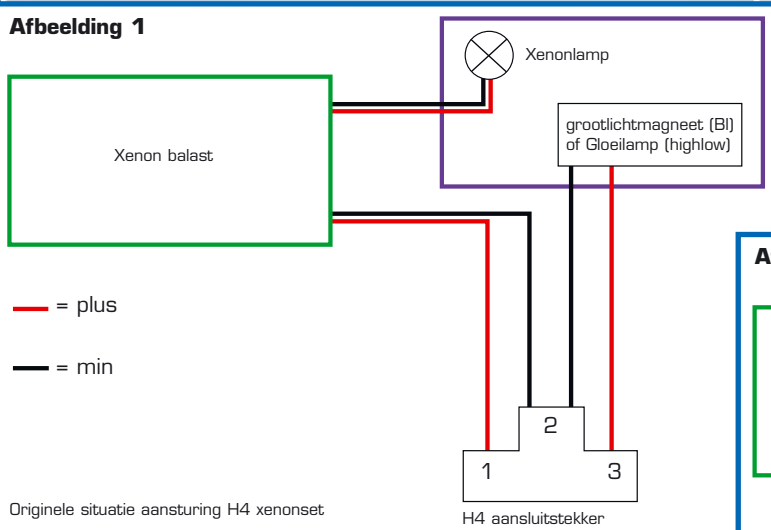 Afbeelding 1
Xenonlamp
grootlichtmagneet (BI)
of Gloeilamp (highlow)
Xenon balast
= plus
= min
2
1
3
Originele situatie aansturing H4 xenonset
H4 aansluitstekker